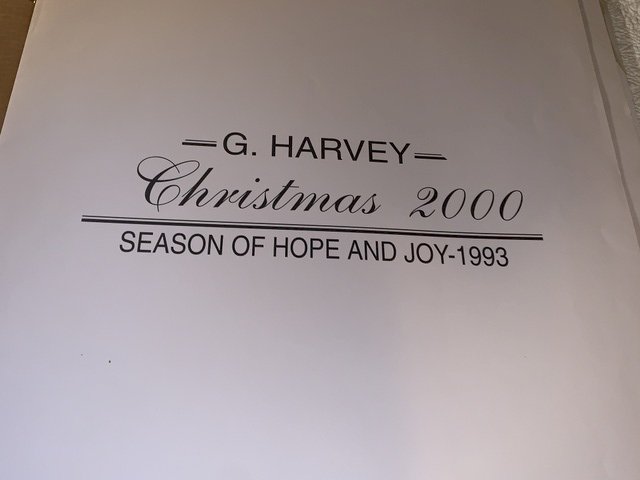 G. HARVEY
Christmas 2000
SEASON OF HOPE AND JOY-1993